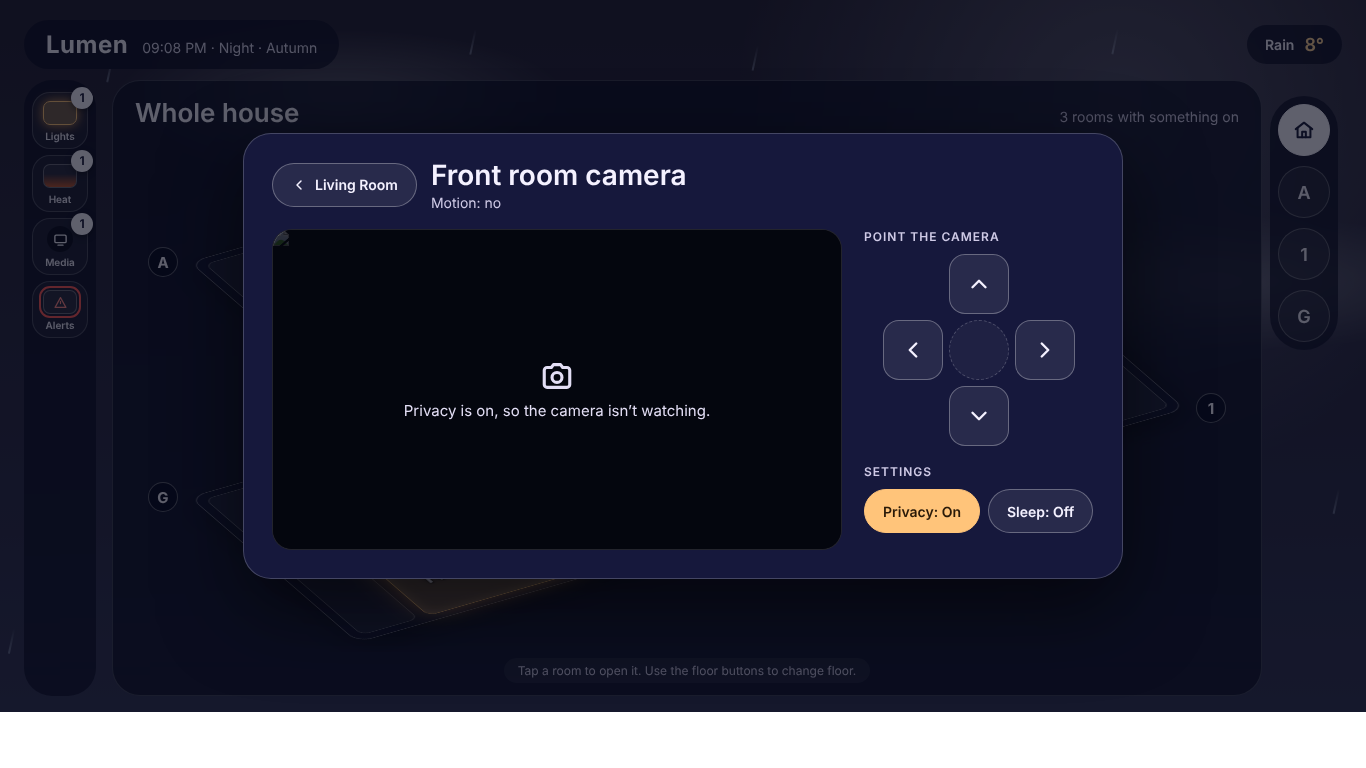 Lumen 09:08 PM · Night · Autumn
Rain 8°
1
Lights
1
Heat
1
Media
Alerts
Whole house
3 rooms with something on
A
G
1
A
1
G
Living Room
Front room camera
Motion: no
Privacy is on, so the camera isn’t watching.
POINT THE CAMERA
SETTINGS
Privacy: On
Sleep: Off
Tap a room to open it. Use the floor buttons to change floor.